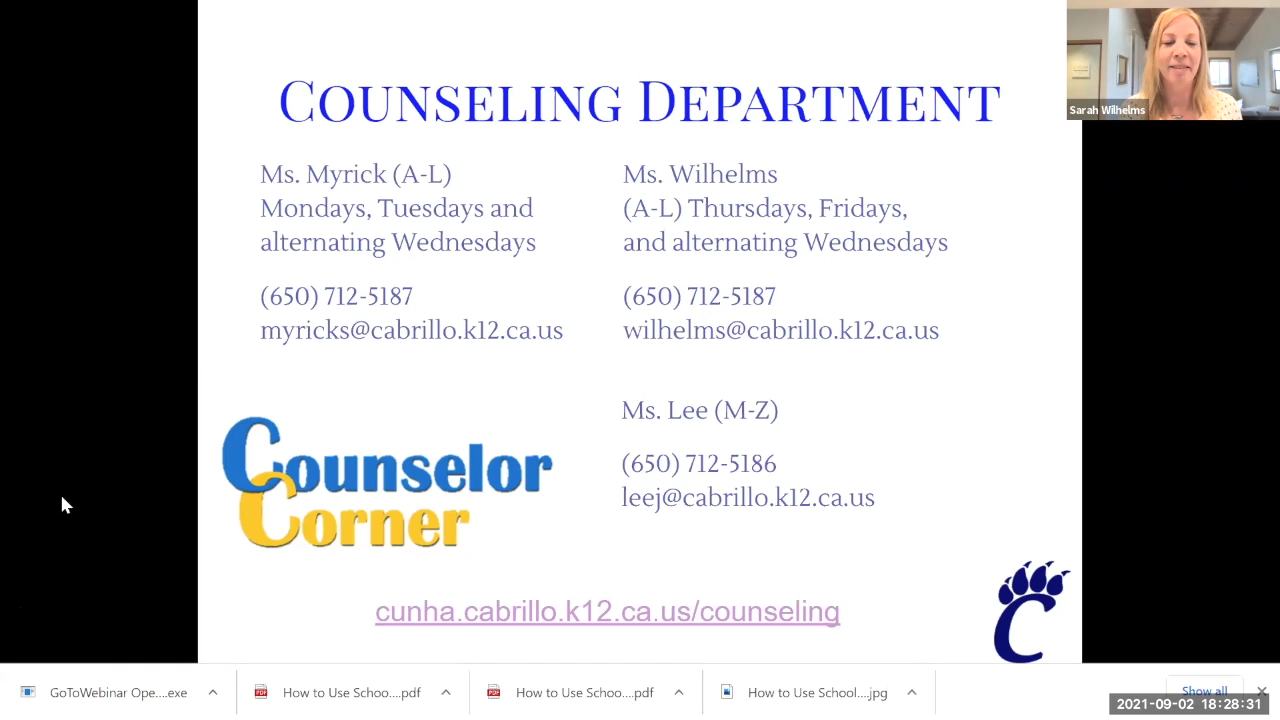 Counseling Department
Sarah Wilhelms
Ms. Myrick (A-L)
Mondays, Tuesdays and
alternating Wednesdays
(650) 712-5187
myricks@cabrillo.k12.ca.us
Ms. Wilhelms
(A-L) Thursdays, Fridays,
and alternating Wednesdays
(650) 712-5187
wilhelms@cabrillo.k12.ca.us
Ms. Lee (M-Z)
(650) 712-5186
leej@cabrillo.k12.ca.us
Counselor
Corner
cunha.cabrillo.k12.ca.us/counseling
C
GoToWebinar Ope....exe
How to Use Schoo....pdf
How to Use Schoo....pdf
How to Use School....jpg
Show all
2021-09-02 18:28:31